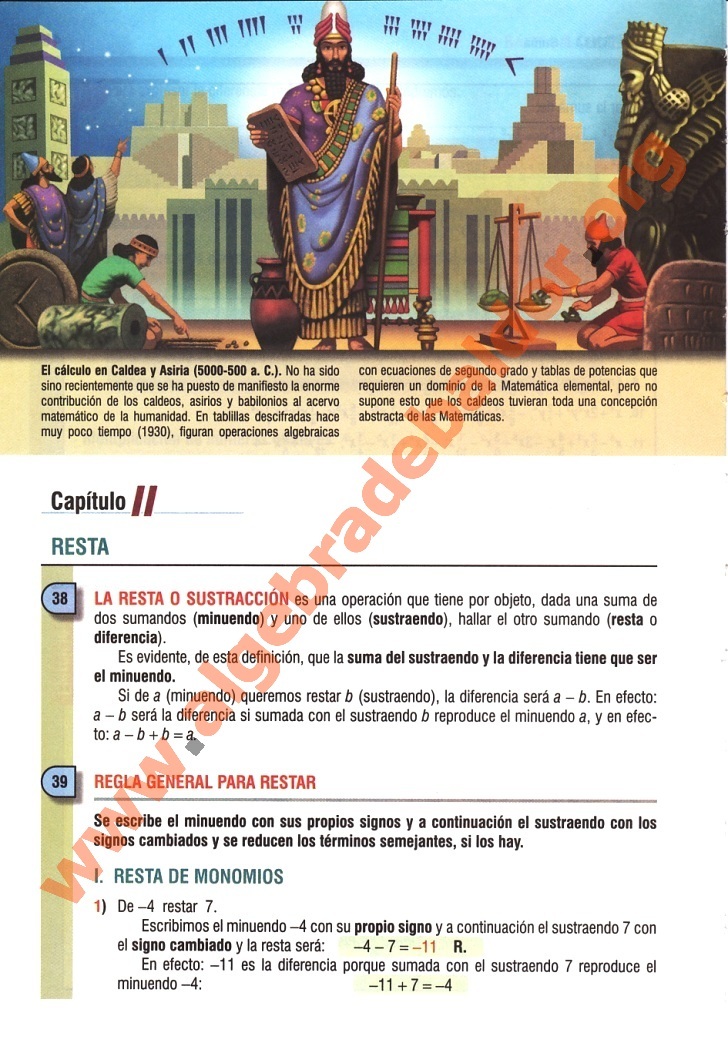 El cálculo en Caldea y Asiria (5000-500 a. C.). No ha sido
sino recientemente que se ha puesto de manifiesto la enorme
contribución de los caldeos, asirios y babilonios al acervo
matemático de la humanidad. En tablillas descifradas hace
muy poco tiempo (1930), figuran operaciones algebraicas
con ecuaciones de segundo grado y tablas de potencias que
requieren un dominio de la Matemática elemental, pero no
supone esto que los caldeos tuvieran toda una concepción
abstracta de las Matemáticas.
Capítulo II
RESTA
38 LA RESTA O SUSTRACCIÓN es una operación que tiene por objeto, dada una suma de
dos sumandos (minuendo) y uno de ellos (sustraendo), hallar el otro sumando (resta o
diferencia).
Es evidente, de esta definición, que la suma del sustraendo y la diferencia tiene que ser
el minuendo.
Si de a (minuendo) queremos restar b (sustraendo), la diferencia será a – b. En efecto:
a – b será la diferencia si sumada con el sustraendo b reproduce el minuendo a, y en efec-
to: a – b + b = a.
39 REGLA GENERAL PARA RESTAR
Se escribe el minuendo con sus propios signos y a continuación el sustraendo con los
signos cambiados y se reducen los términos semejantes, si los hay.
I. RESTA DE MONOMIOS
1) De –4 restar 7.
Escribimos el minuendo –4 con su propio signo y a continuación el sustraendo 7 con
el signo cambiado y la resta será: –4 – 7 = –11 R.
En efecto: –11 es la diferencia porque sumada con el sustraendo 7 reproduce el
minuendo –4: –11 + 7 = –4
www.algebradebaldor.org